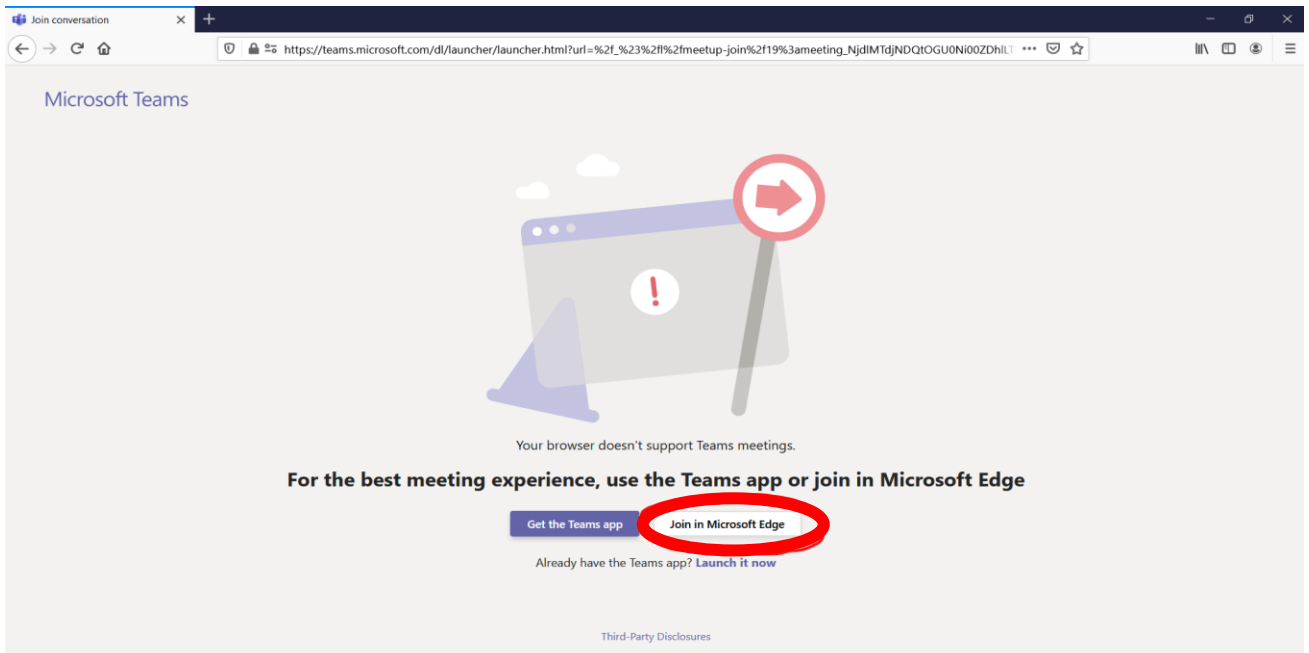 Join conversation
https://teams.microsoft.com/dl/launcher/launcher.html?url=%2f_%23%2fl%2fmeetup-join%2f19%3ameeting_NjdlMTdjNDQtOGU0Ni00ZDhlLT
Microsoft Teams
!
Your browser doesn't support Teams meetings.
For the best meeting experience, use the Teams app or join in Microsoft Edge
Get the Teams app
Join in Microsoft Edge
Already have the Teams app? Launch it now
Third-Party Disclosures